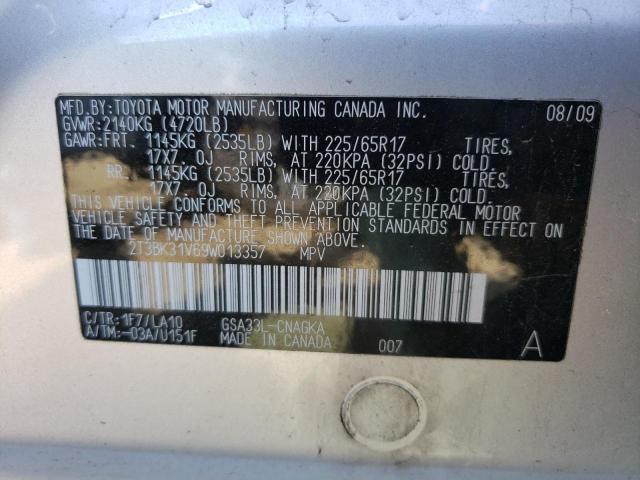 MFD.BY:TOYOTA MOTOR MANUFACTURING CANADA INC. 08/09
GVWR:2140KG (4720LB)
GAWR:FRT. 1145KG (2535LB) WITH 225/65R17 TIRES,
17X7.0J RIMS, AT 220KPA (32PSI) COLD.
RR. 1145KG (2535LB) WITH 225/65R17 TIRES,
17X7.0J RIMS, AT 220KPA (32PSI) COLD.
THIS VEHICLE CONFORMS TO ALL APPLICABLE FEDERAL MOTOR
VEHICLE SAFETY AND THEFT PREVENTION STANDARDS IN EFFECT ON
THE DATE OF MANUFACTURE SHOWN ABOVE.
2T3BK31V69W013357 MPV
C/TR:1F7/LA10 GSA33L-CNAGKA
A/TM:-03A/U151F MADE IN CANADA 007 A